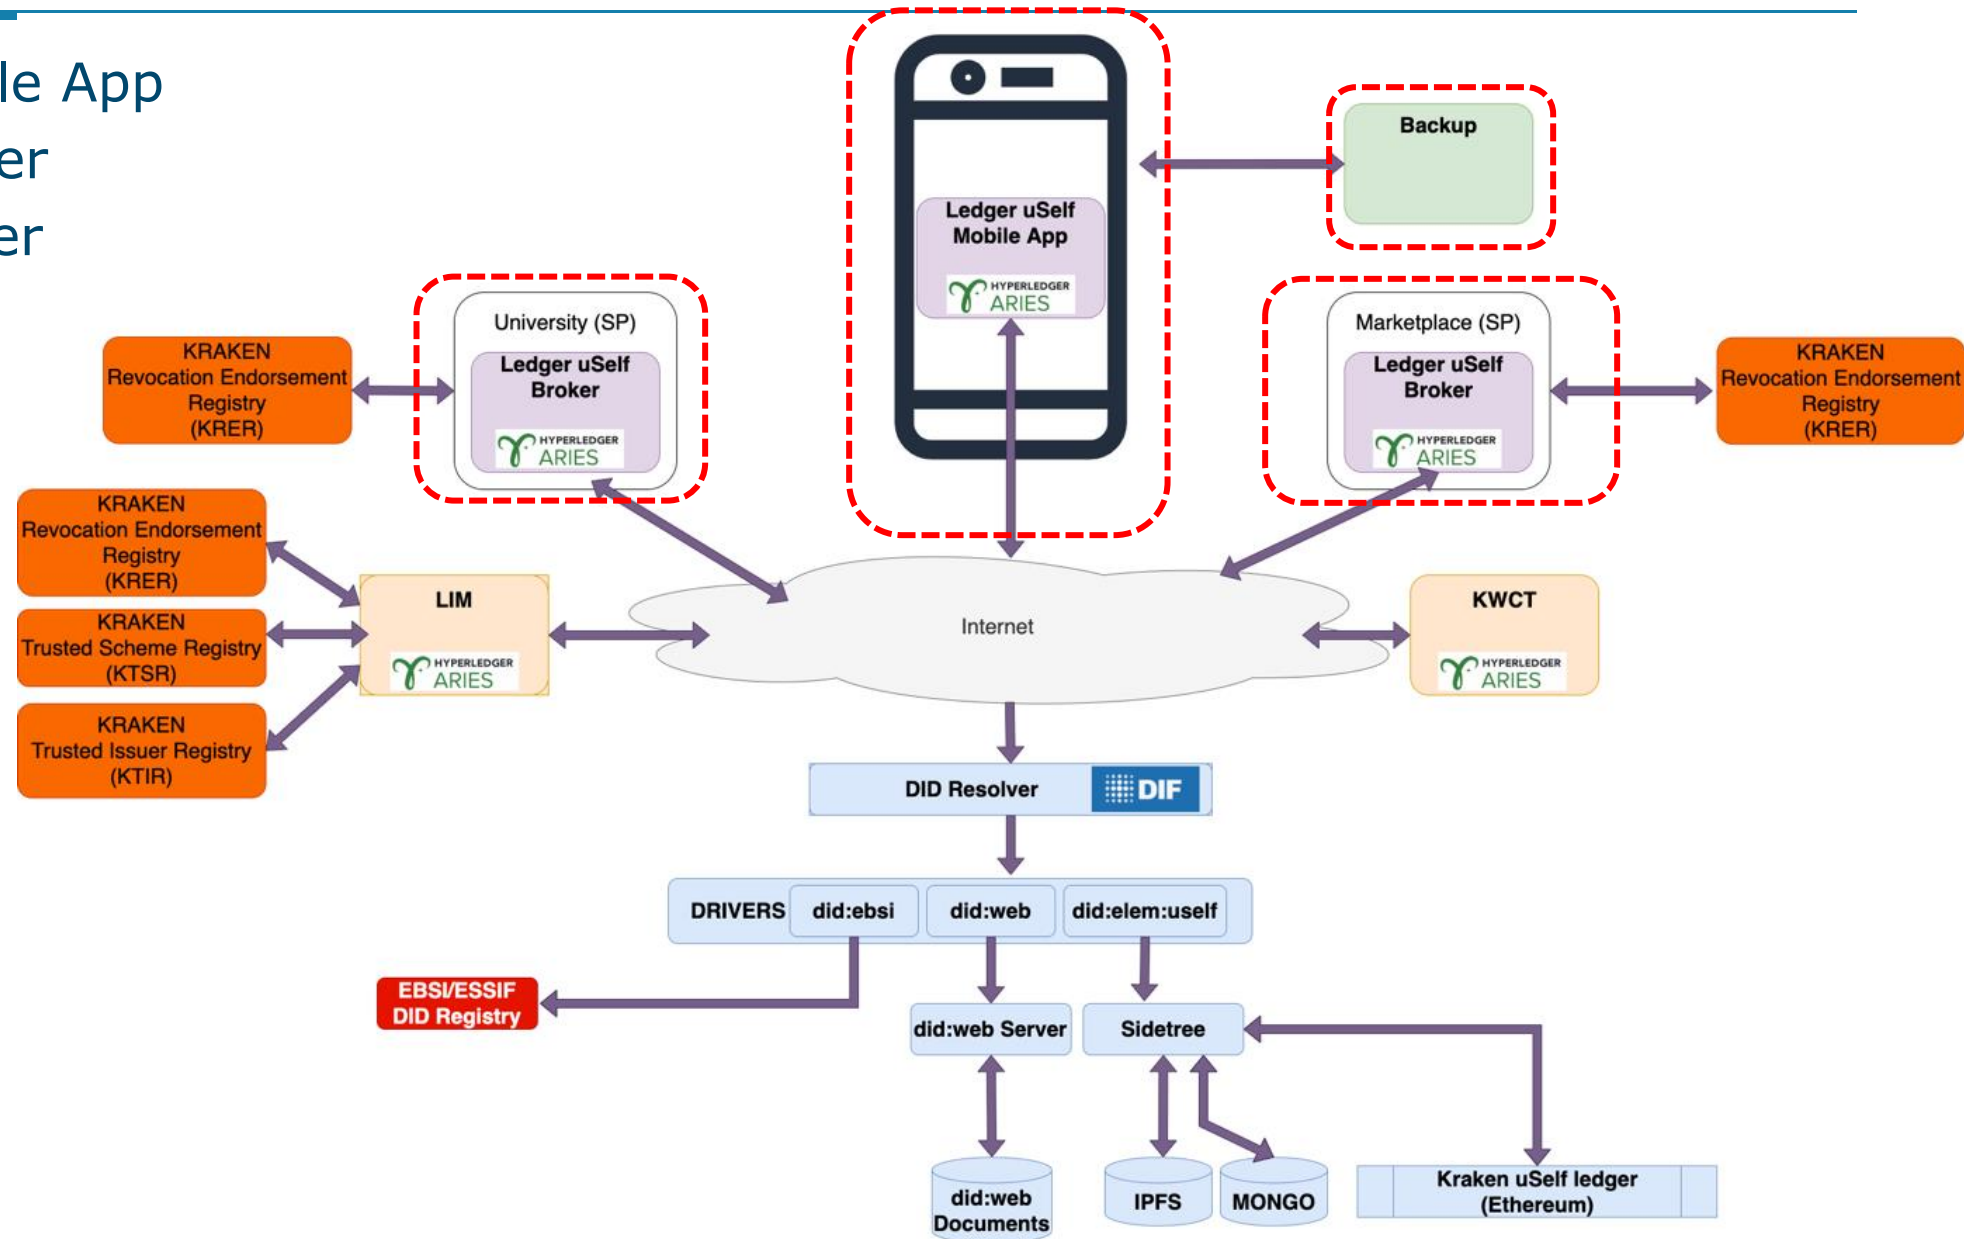 le App
er
er
Backup
Ledger uSelf
Mobile App
HYPERLEDGER
ARIES
University (SP)
Ledger uSelf
Broker
HYPERLEDGER
ARIES
Marketplace (SP)
Ledger uSelf
Broker
HYPERLEDGER
ARIES
KRAKEN
Revocation Endorsement
Registry
(KRER)
KRAKEN
Revocation Endorsement
Registry
(KRER)
KRAKEN
Revocation Endorsement
Registry
(KRER)
KRAKEN
Trusted Scheme Registry
(KTSR)
KRAKEN
Trusted Issuer Registry
(KTIR)
LIM
HYPERLEDGER
ARIES
Internet
KWCT
HYPERLEDGER
ARIES
DID Resolver
DIF
DRIVERS
did:ebsi
did:web
did:elem:uself
EBSI/ESSIF
DID Registry
did:web Server
Sidetree
did:web
Documents
IPFS
MONGO
Kraken uSelf ledger
(Ethereum)